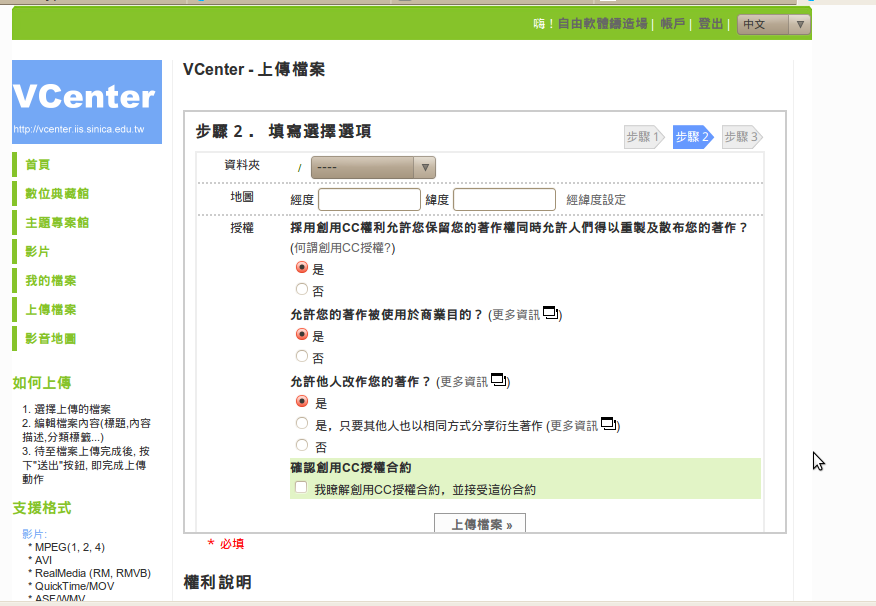 嗨！自由軟體鑄造場 | 帳戶 | 登出 | 中文
VCenter
http://vcenter.iis.sinica.edu.tw
首頁
數位典藏館
主題專案館
影片
我的檔案
上傳檔案
影音地圖
如何上傳
1. 選擇上傳的檔案
2. 編輯檔案內容(標題,內容
描述,分類標籤...)
3. 待至檔案上傳完成後, 按
下"送出"按鈕, 即完成上傳
動作
支援格式
影片:
* MPEG(1, 2, 4)
* AVI
* RealMedia (RM, RMVB)
* QuickTime/MOV
* ASF/WMV
VCenter - 上傳檔案
步驟 2． 填寫選擇選項
步驟 1 步驟 2 步驟 3
資料夾 / ----
地圖 經度 緯度 經緯度設定
授權 採用創用CC權利允許您保留您的著作權同時允許人們得以重製及散布您的著作？
(何謂創用CC授權?)
是
否
允許您的著作被使用於商業目的？ (更多資訊)
是
否
允許他人改作您的著作？ (更多資訊)
是
是，只要其他人也以相同方式分享衍生著作 (更多資訊)
否
確認創用CC授權合約
我瞭解創用CC授權合約，並接受這份合約
上傳檔案 »
* 必填
權利說明